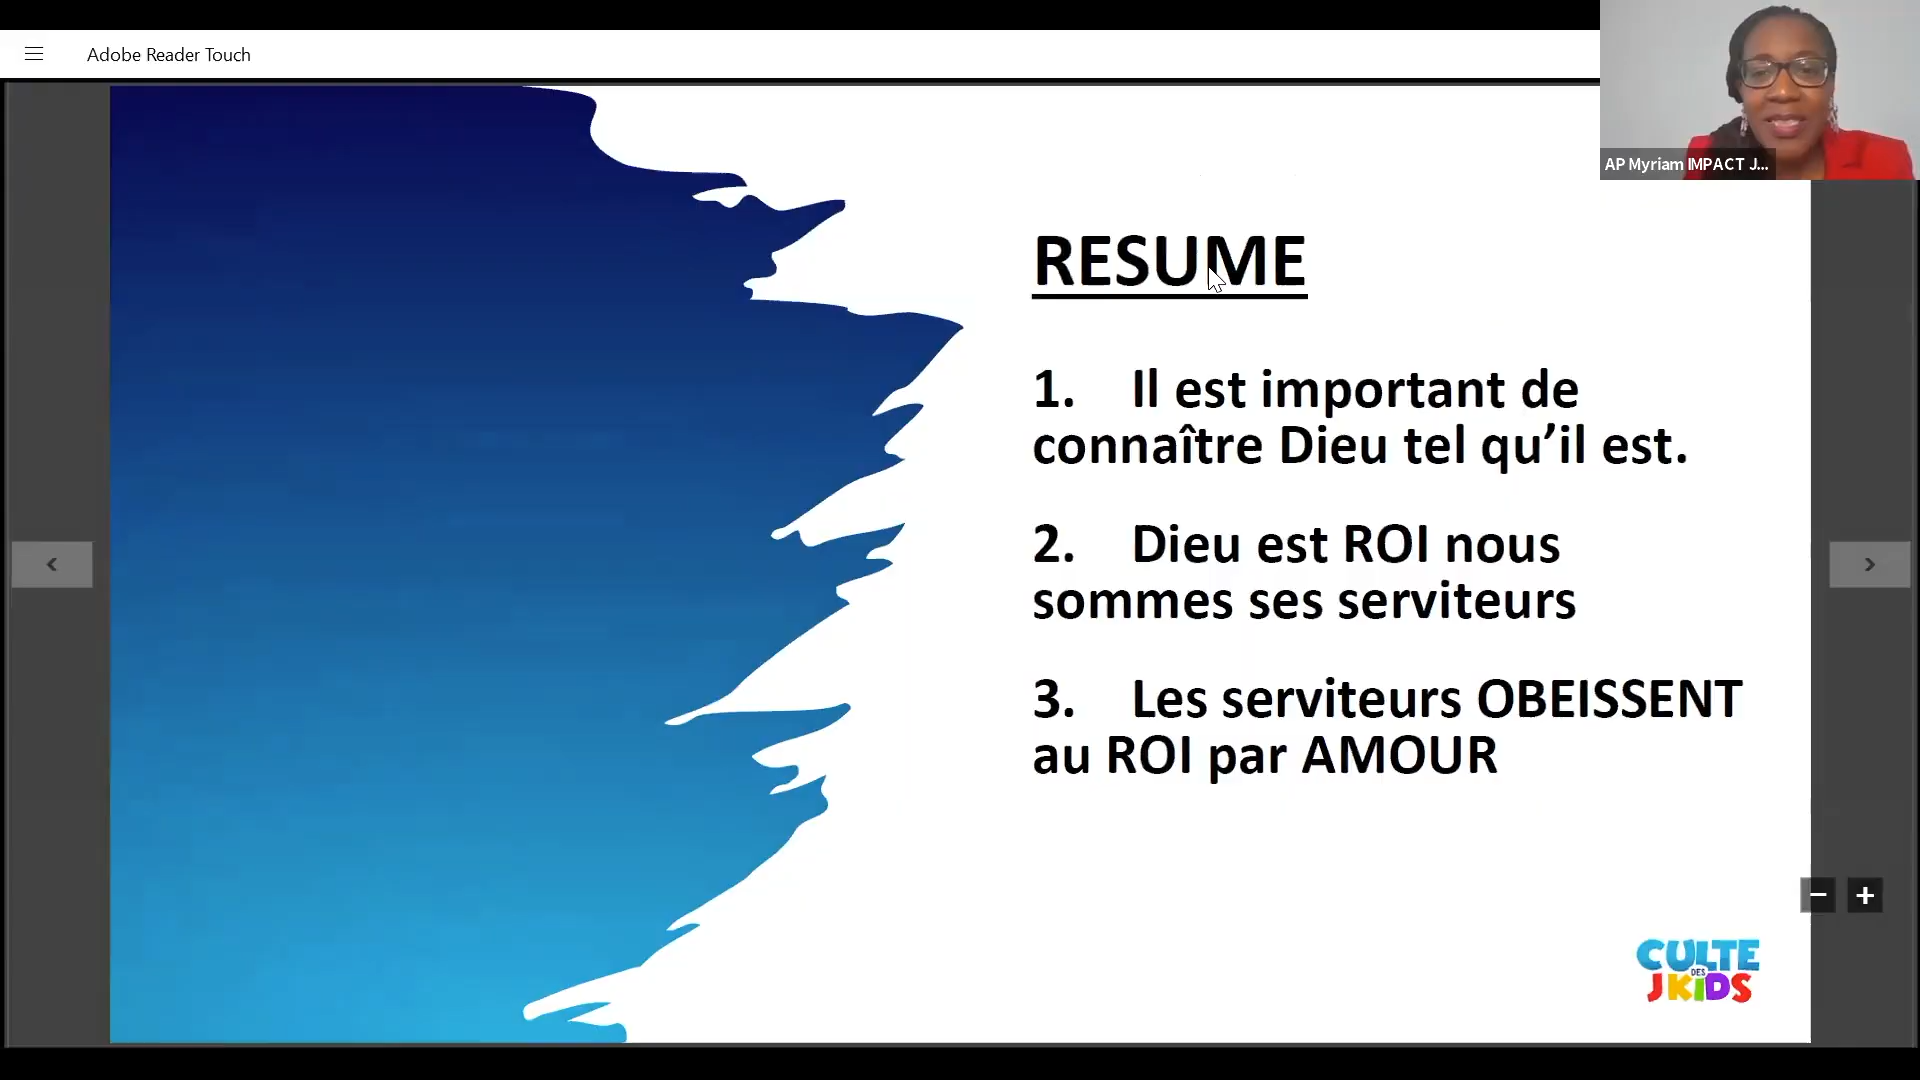 Adobe Reader Touch
AP Myriam IMPACT J...
RESUME
1. Il est important de
connaître Dieu tel qu’il est.
2. Dieu est ROI nous
sommes ses serviteurs
3. Les serviteurs OBEISSENT
au ROI par AMOUR
CULTE
DES
JKIDS